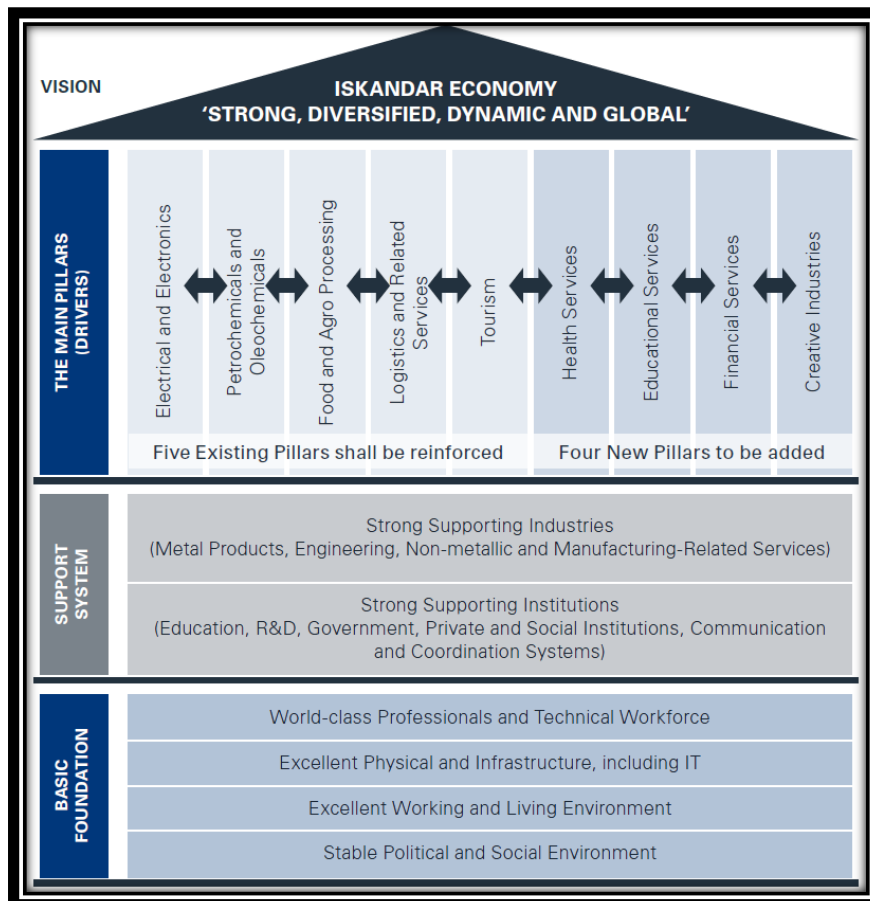 VISION
ISKANDAR ECONOMY
‘STRONG, DIVERSIFIED, DYNAMIC AND GLOBAL’
THE MAIN PILLARS
(DRIVERS)
Electrical and Electronics
Petrochemicals and
Oleochemicals
Food and Agro Processing
Logistics and Related
Services
Tourism
Health Services
Educational Services
Financial Services
Creative Industries
Five Existing Pillars shall be reinforced
Four New Pillars to be added
SUPPORT
SYSTEM
Strong Supporting Industries
(Metal Products, Engineering, Non-metallic and Manufacturing-Related Services)
Strong Supporting Institutions
(Education, R&D, Government, Private and Social Institutions, Communication
and Coordination Systems)
BASIC
FOUNDATION
World-class Professionals and Technical Workforce
Excellent Physical and Infrastructure, including IT
Excellent Working and Living Environment
Stable Political and Social Environment